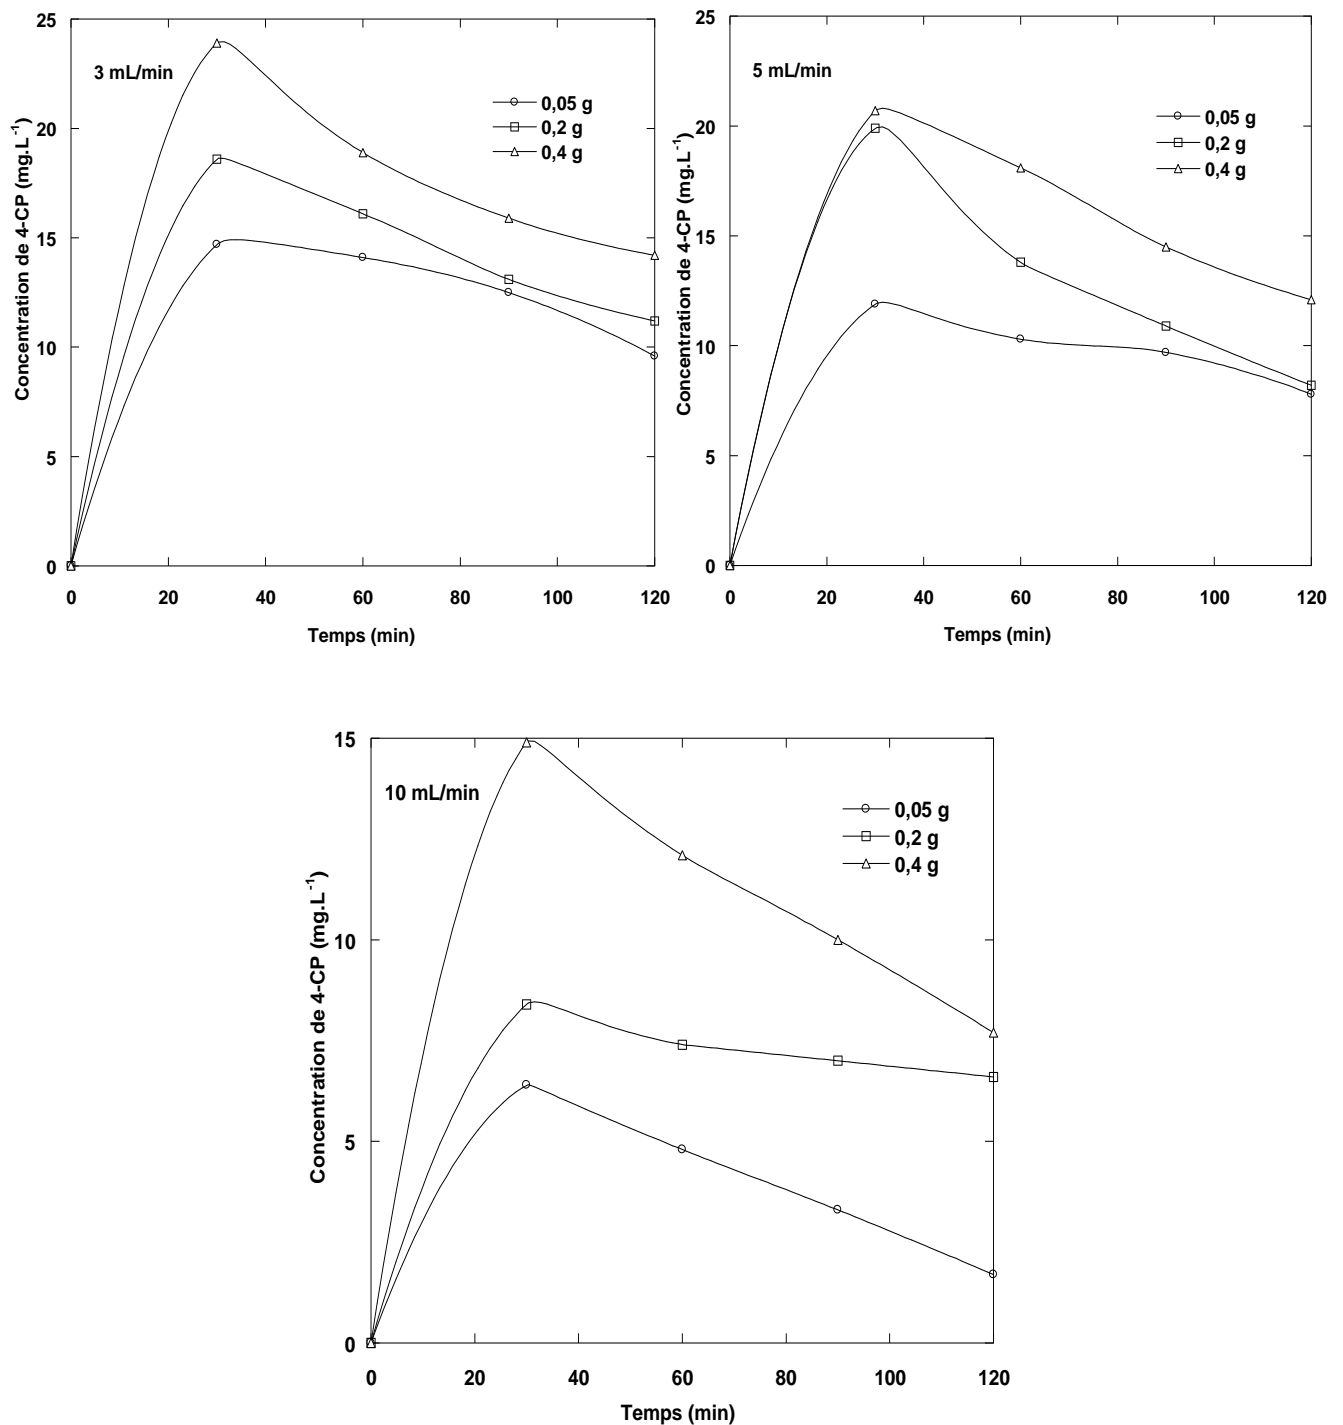 3 mL/min
0,05 g
0,2 g
0,4 g
Concentration de 4-CP (mg.L⁻¹)
25
20
15
10
5
0
0 20 40 60 80 100 120
Temps (min)
5 mL/min
0,05 g
0,2 g
0,4 g
Concentration de 4-CP (mg.L⁻¹)
25
20
15
10
5
0
0 20 40 60 80 100 120
Temps (min)
10 mL/min
0,05 g
0,2 g
0,4 g
Concentration de 4-CP (mg.L⁻¹)
15
10
5
0
0 20 40 60 80 100 120
Temps (min)